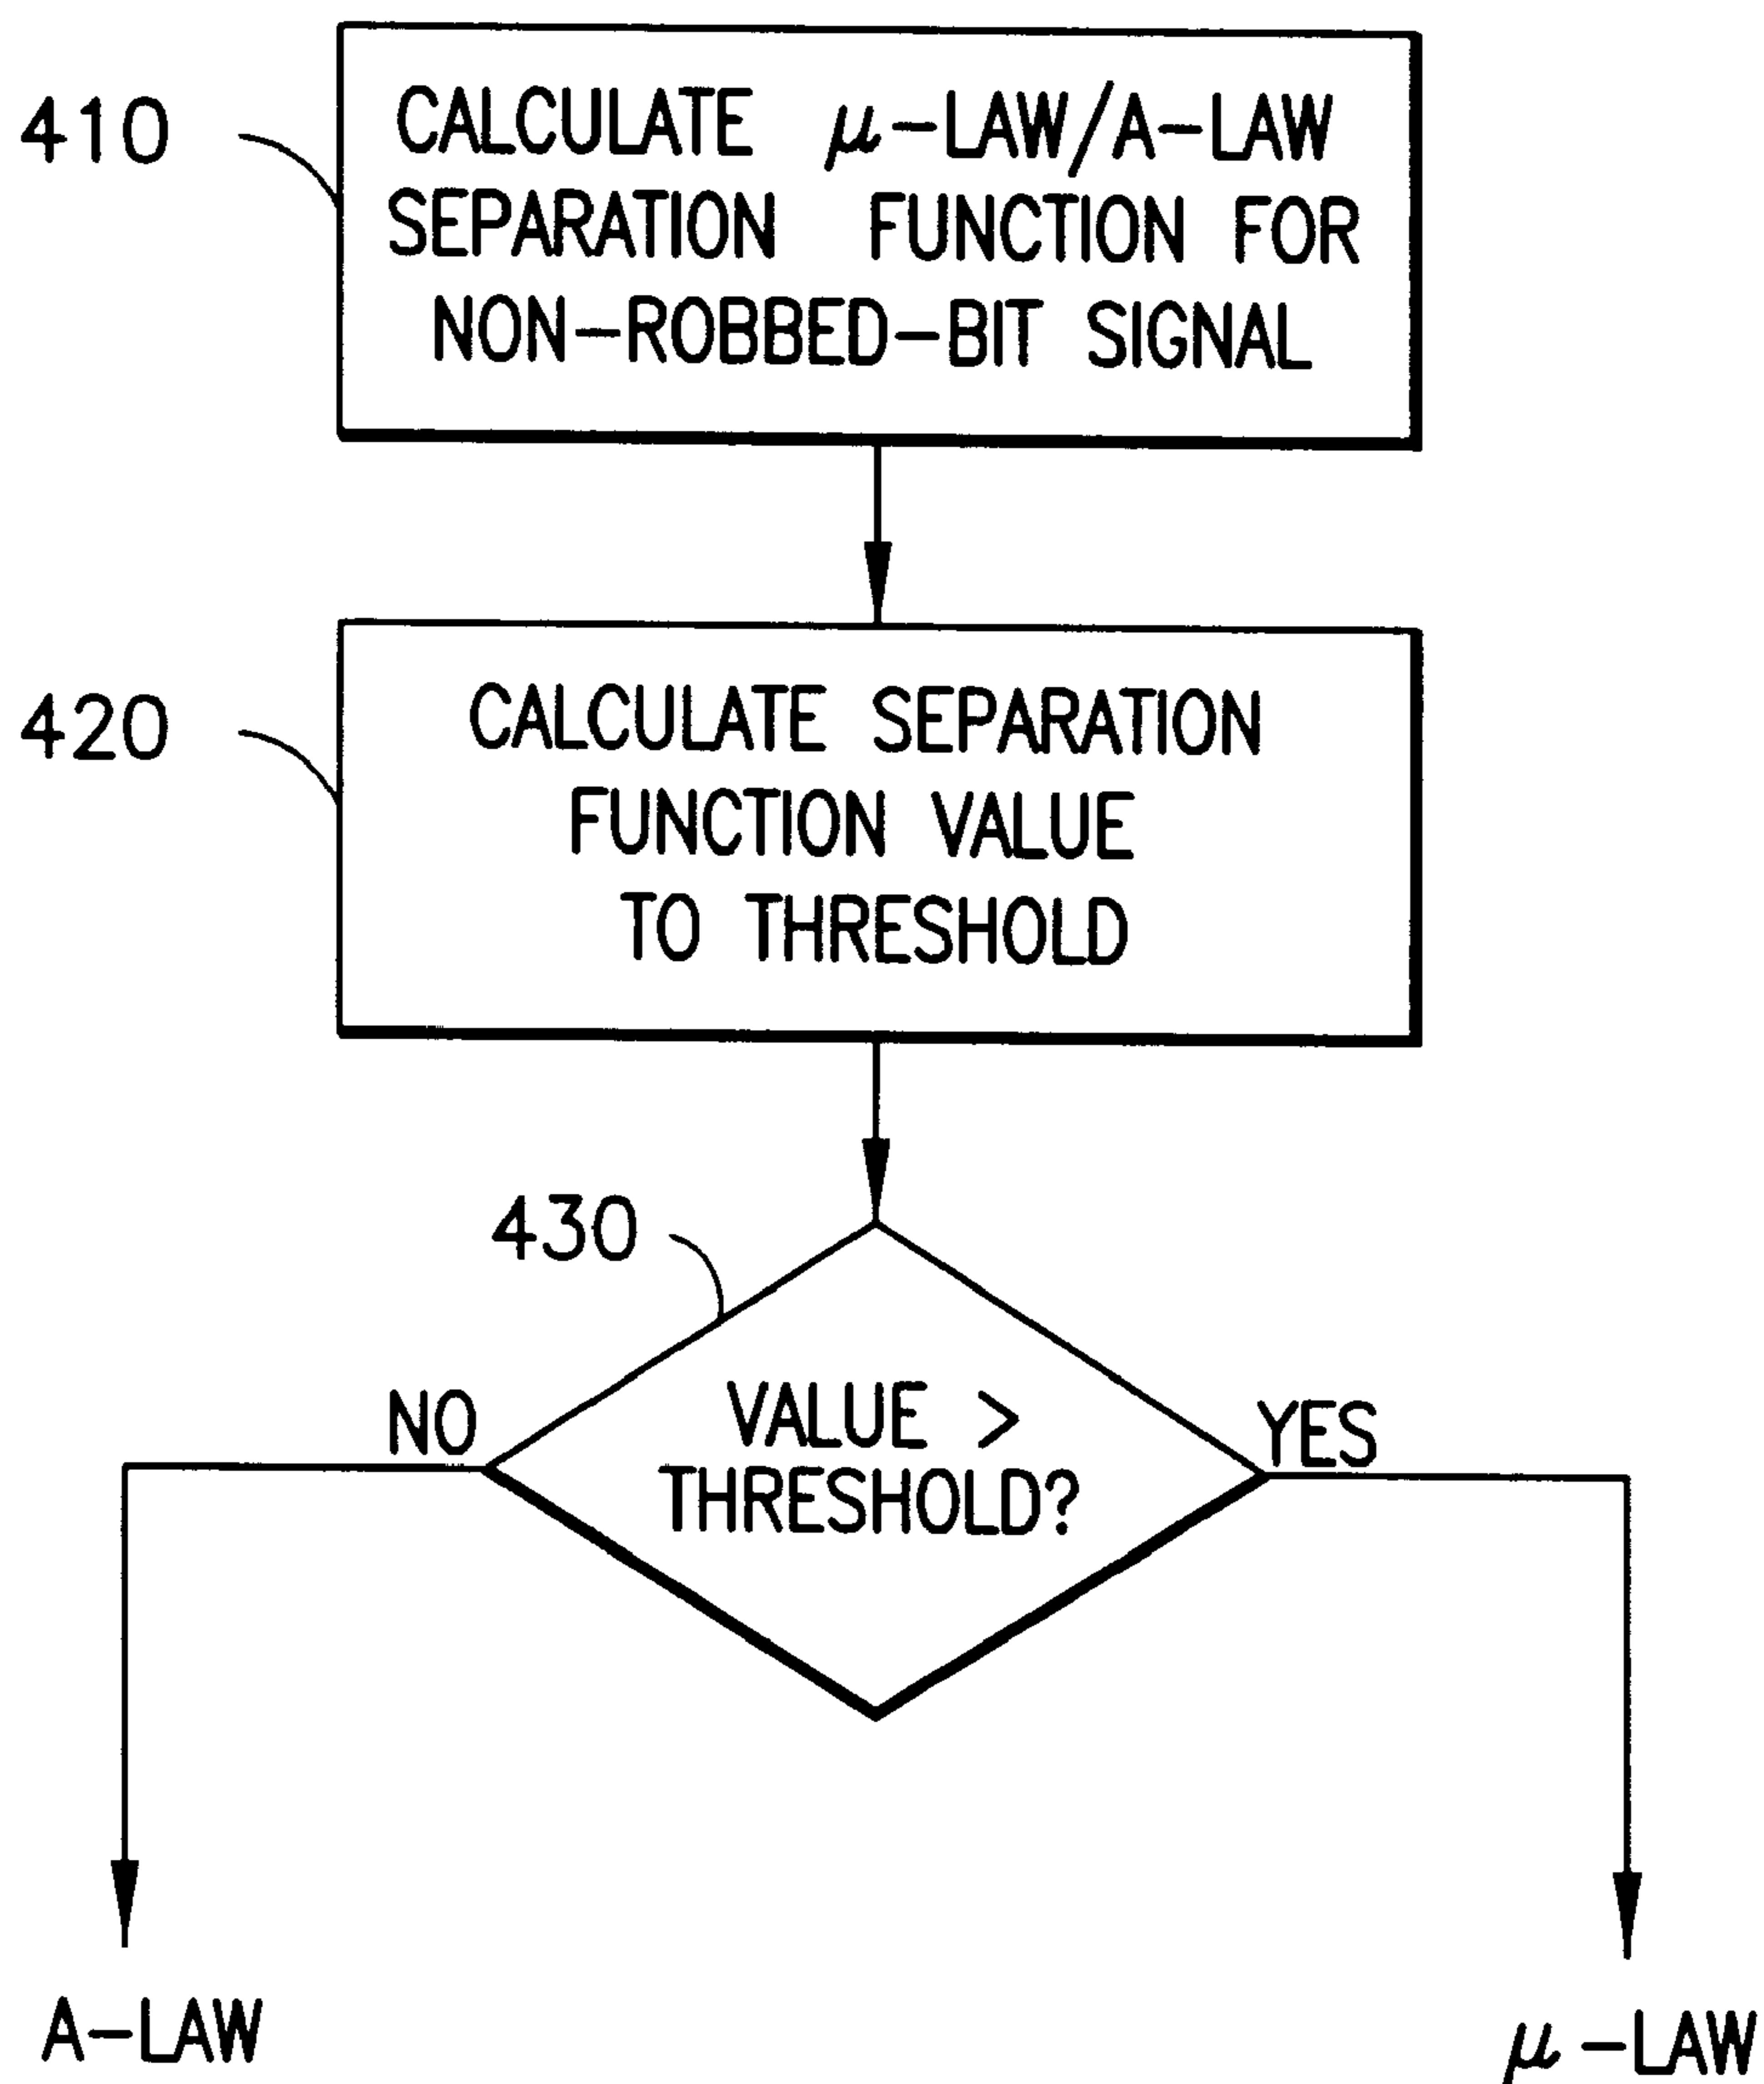 410
CALCULATE μ-LAW/A-LAW
SEPARATION FUNCTION FOR
NON-ROBBED-BIT SIGNAL
420
CALCULATE SEPARATION
FUNCTION VALUE
TO THRESHOLD
430
NO
VALUE >
THRESHOLD?
YES
A-LAW
μ-LAW